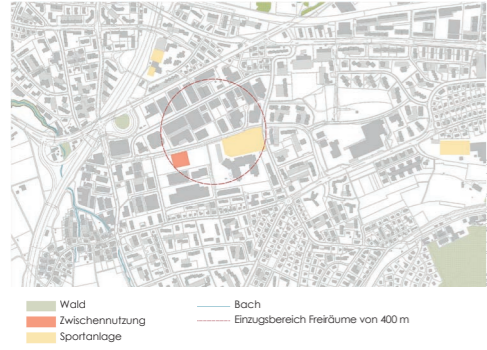 Wald
Zwischennutzung
Sportanlage
Bach
Einzugsbereich Freiräume von 400 m